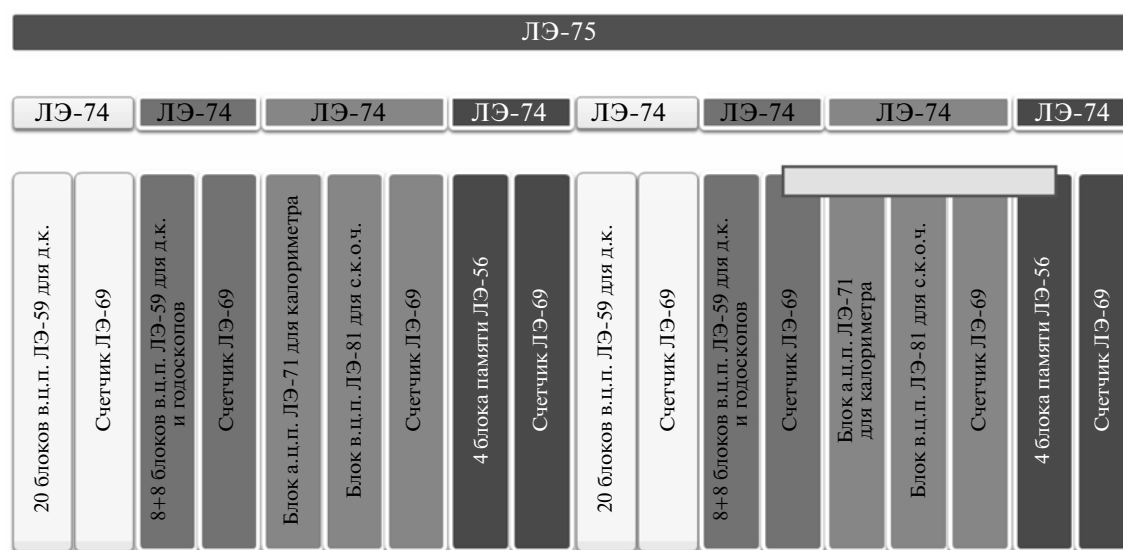 ЛЭ-75
ЛЭ-74
ЛЭ-74
ЛЭ-74
ЛЭ-74
ЛЭ-74
ЛЭ-74
ЛЭ-74
ЛЭ-74
20 блоков в.ц.п. ЛЭ-59 для д.к.
Счетчик ЛЭ-69
8+8 блоков в.ц.п. ЛЭ-59 для д.к.
и годоскопов
Счетчик ЛЭ-69
Блок а.ц.п. ЛЭ-71 для калориметра
Блок в.ц.п. ЛЭ-81 для с.к.о.ч.
Счетчик ЛЭ-69
4 блока памяти ЛЭ-56
Счетчик ЛЭ-69
20 блоков в.ц.п. ЛЭ-59 для д.к.
Счетчик ЛЭ-69
8+8 блоков в.ц.п. ЛЭ-59 для д.к.
и годоскопов
Счетчик ЛЭ-69
Блок а.ц.п. ЛЭ-71
для калориметра
Блок в.ц.п. ЛЭ-81 для с.к.о.ч.
Счетчик ЛЭ-69
4 блока памяти ЛЭ-56
Счетчик ЛЭ-69